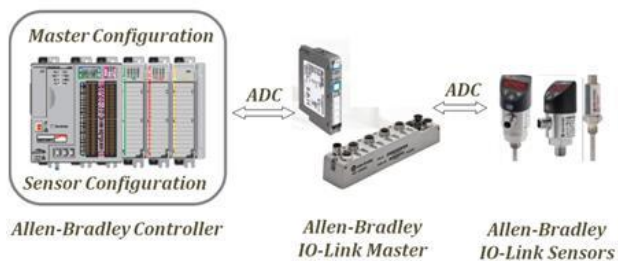 Master Configuration
ADC
ADC
Sensor Configuration
Allen-Bradley Controller
Allen-Bradley
IO-Link Master
Allen-Bradley
IO-Link Sensors